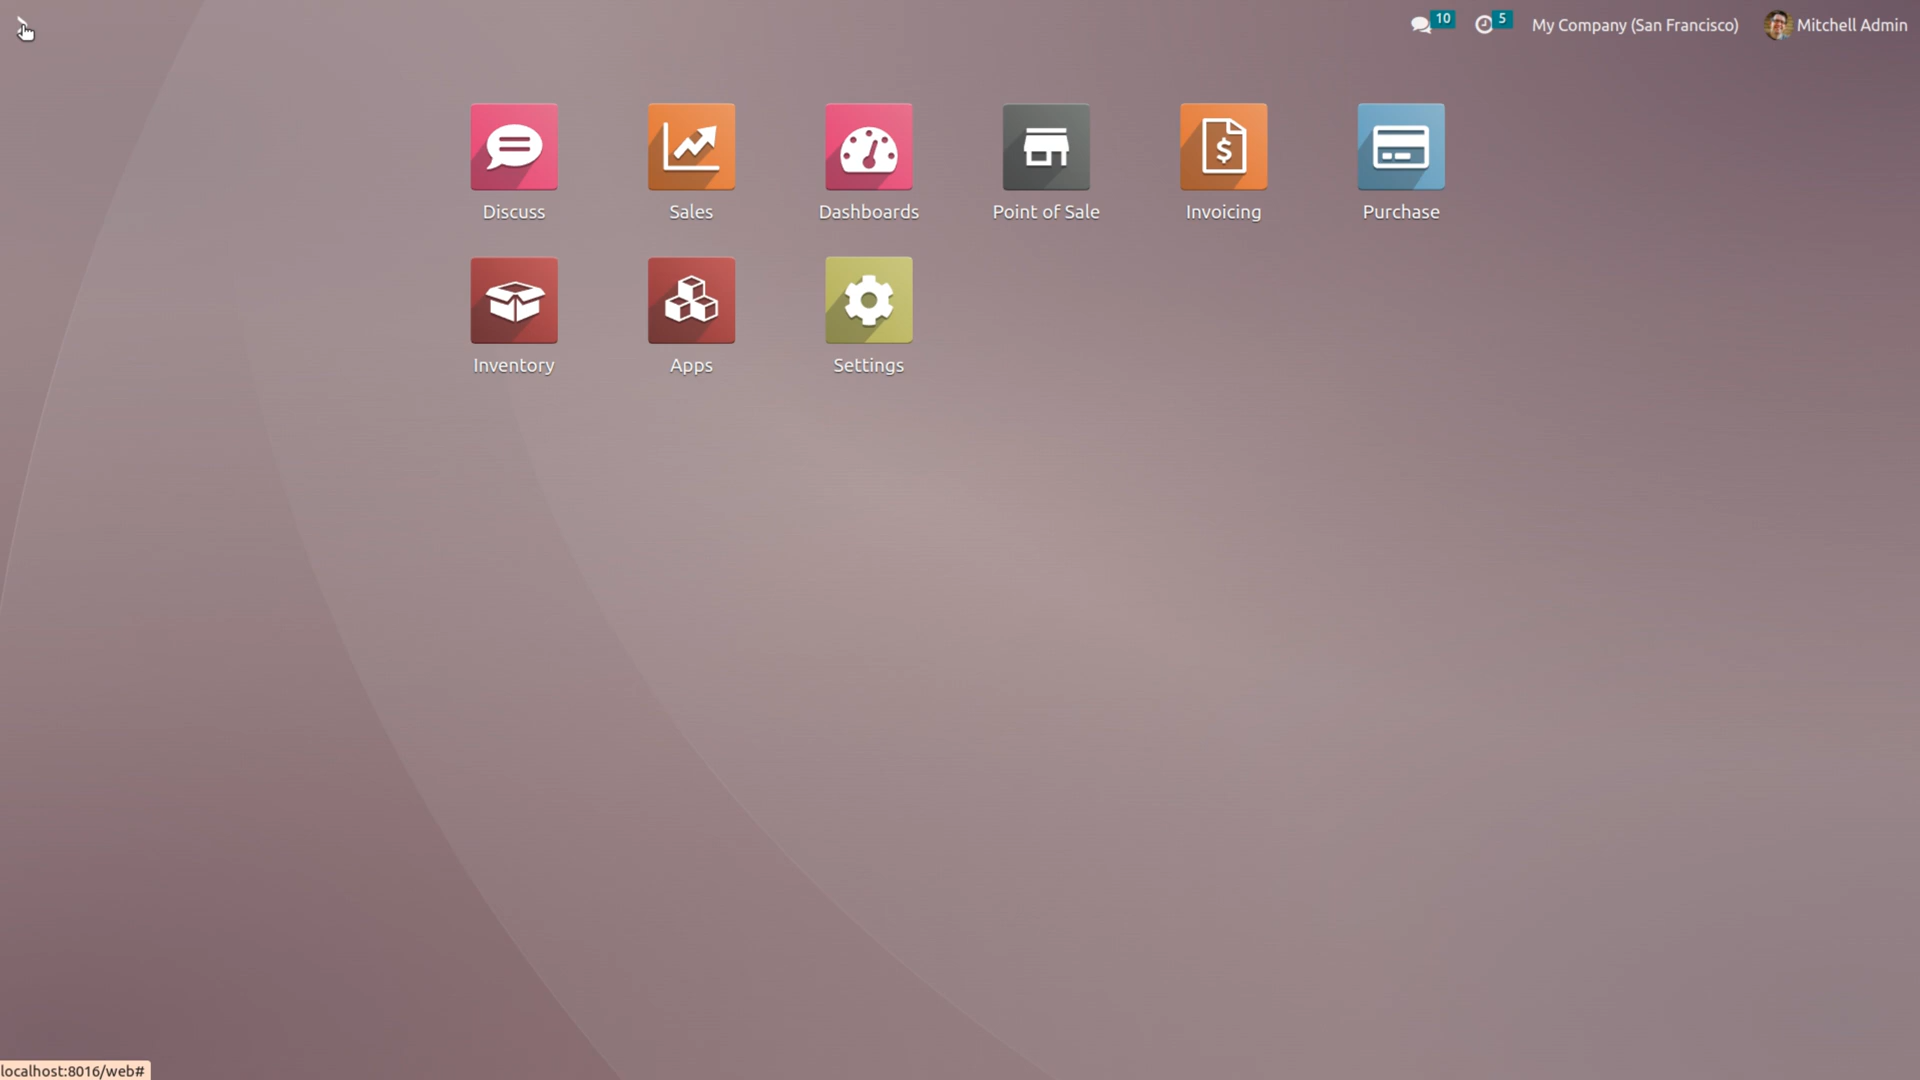 10
5
My Company (San Francisco)
Mitchell Admin
Discuss
Sales
Dashboards
Point of Sale
Invoicing
Purchase
Inventory
Apps
Settings
localhost:8016/web#